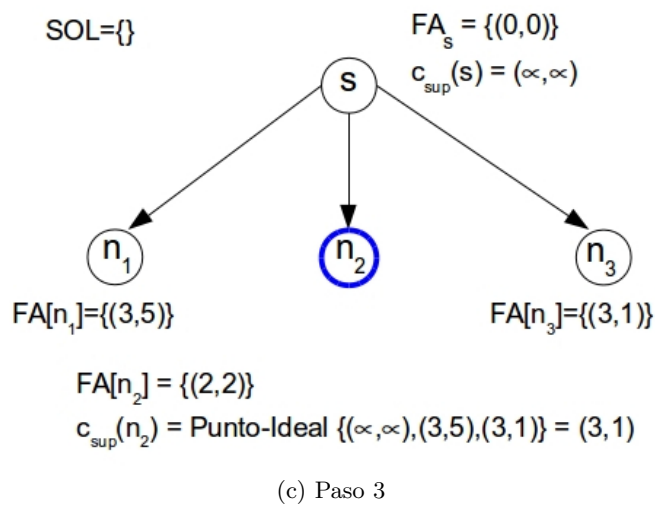 SOL={}
FA_s = {(0,0)}
c_sup(s) = (∝,∝)
s
n_1
n_2
n_3
FA[n_1]={(3,5)}
FA[n_3]={(3,1)}
FA[n_2] = {(2,2)}
c_sup(n_2) = Punto-Ideal {(∝,∝),(3,5),(3,1)} = (3,1)
(c) Paso 3